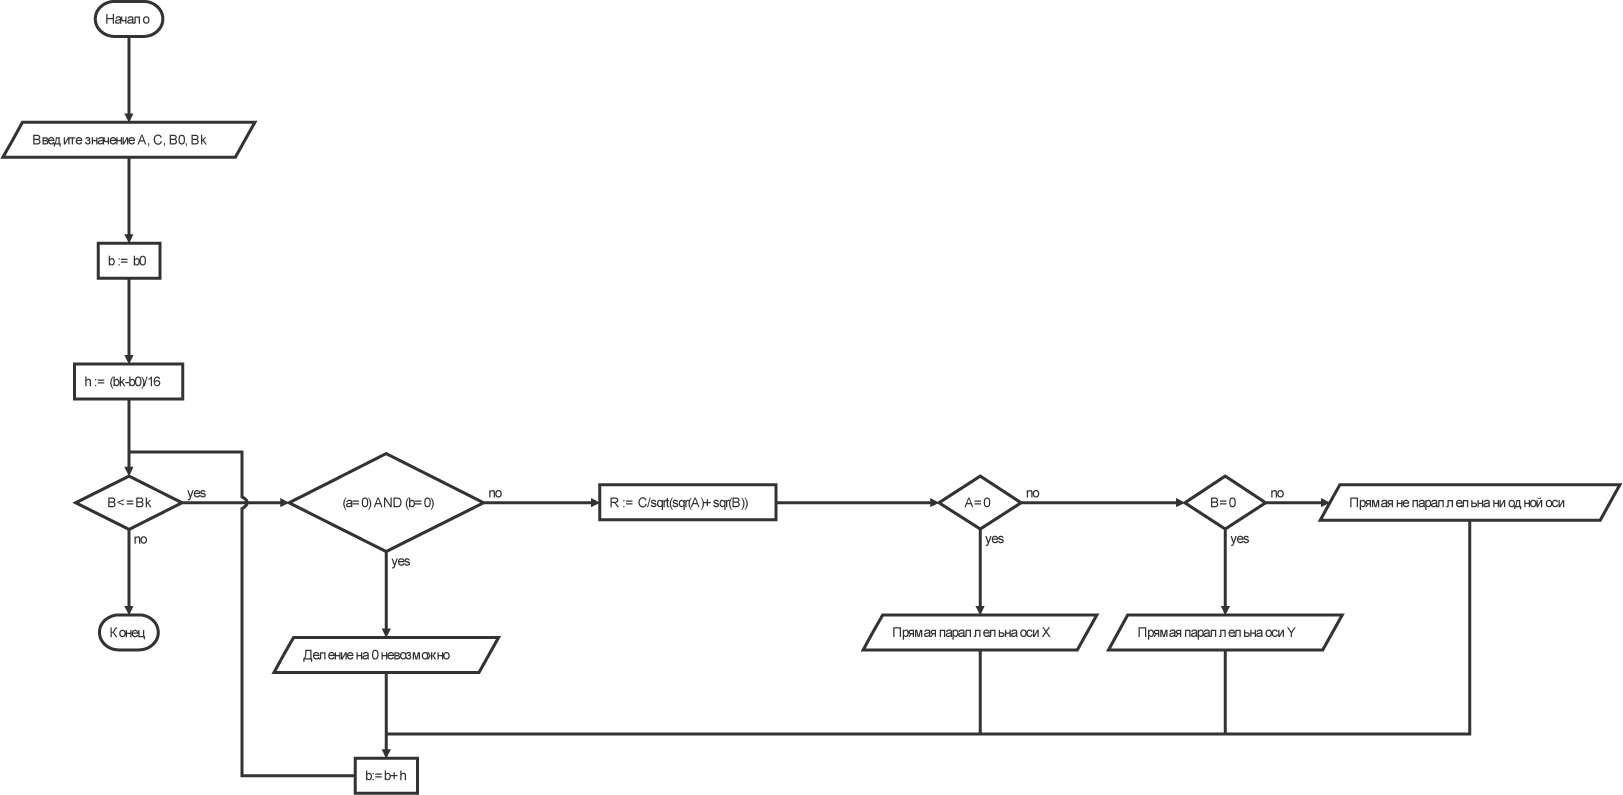 Начало
Введите значение A, C, B0, Bk
b := b0
h := (bk-b0)/16
B<=Bk
yes
no
(a=0) AND (b=0)
no
yes
R := C/sqrt(sqr(A)+sqr(B))
A=0
no
yes
B=0
no
yes
Прямая не параллельна ни одной оси
Конец
Деление на 0 невозможно
Прямая параллельна оси X
Прямая параллельна оси Y
b:=b+h